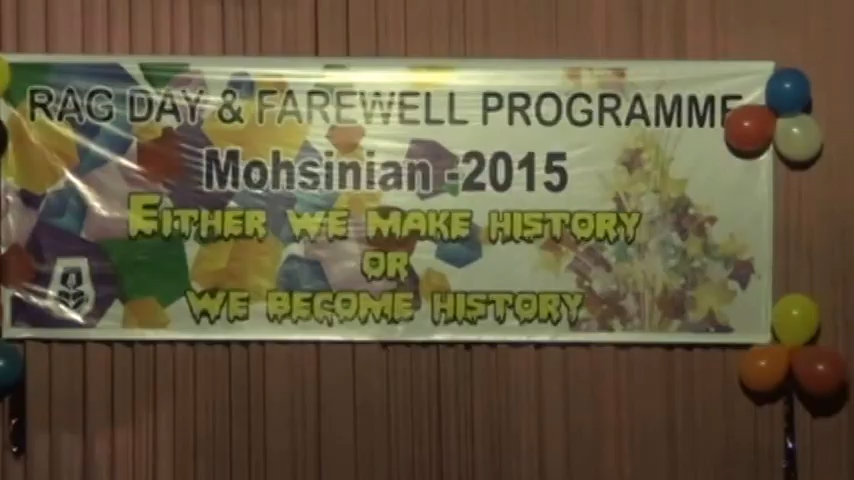 RAG DAY & FAREWELL PROGRAMME
Mohsinian -2015
EITHER WE MAKE HISTORY
OR
WE BECOME HISTORY